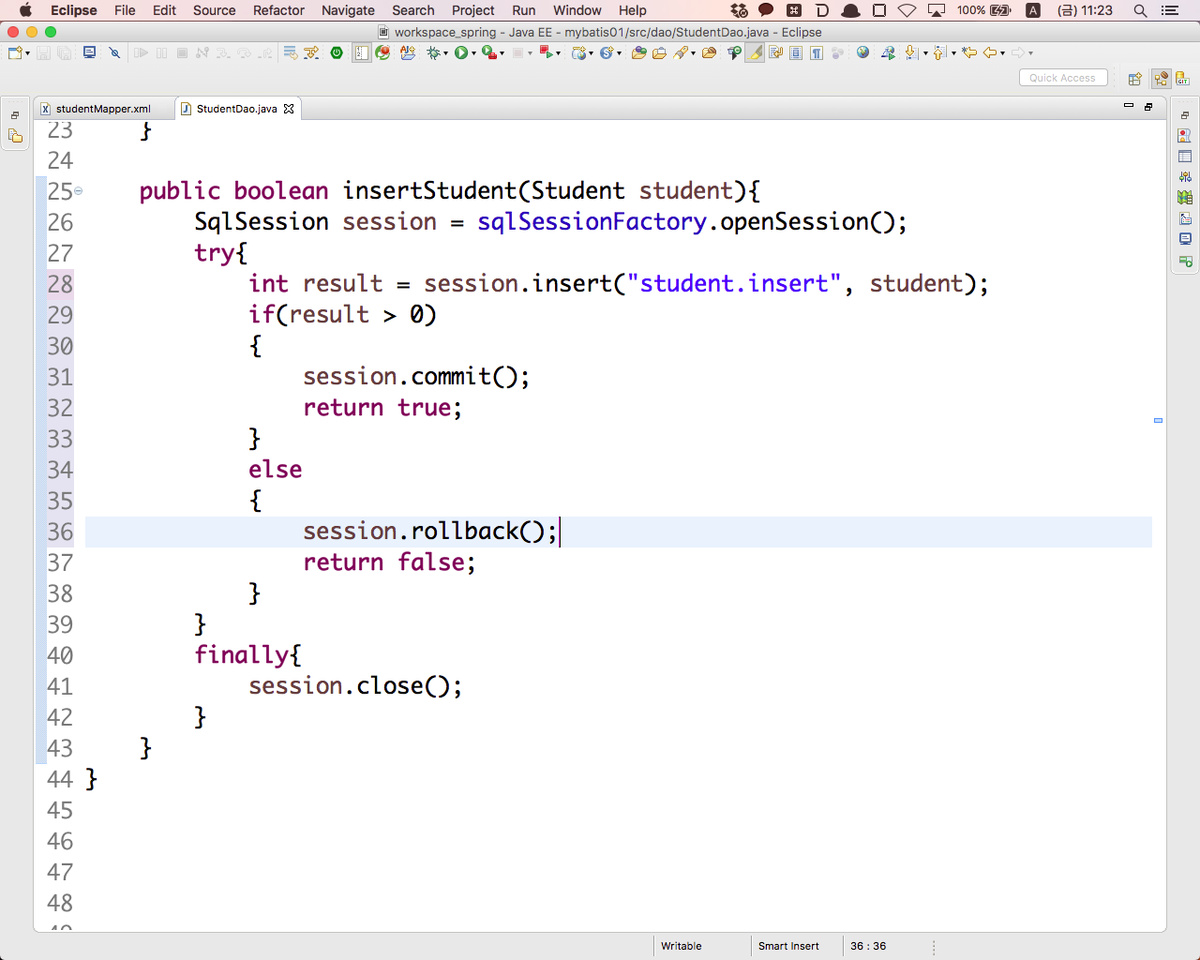 Eclipse File Edit Source Refactor Navigate Search Project Run Window Help 100% A (금) 11:23
workspace_spring - Java EE - mybatis01/src/dao/StudentDao.java - Eclipse
Quick Access
studentMapper.xml StudentDao.java
23     }
24
25     public boolean insertStudent(Student student){
26         SqlSession session = sqlSessionFactory.openSession();
27         try{
28             int result = session.insert("student.insert", student);
29             if(result > 0)
30             {
31                 session.commit();
32                 return true;
33             }
34             else
35             {
36                 session.rollback();
37                 return false;
38             }
39         }
40         finally{
41             session.close();
42         }
43     }
44 }
45
46
47
48
Writable Smart Insert 36 : 36